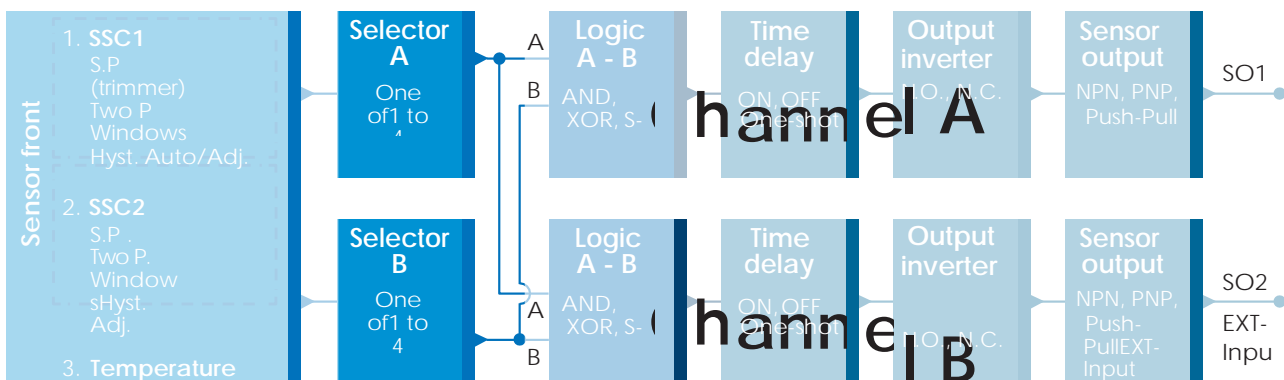 Sensor front
1. SSC1
S.P
(trimmer)
Two P
Windows
Hyst. Auto/Adj.
2. SSC2
S.P .
Two P.
Window
sHyst.
Adj.
3. Temperature
Selector
A
One
of1 to
4
A
B
Logic
A - B
AND,
XOR, S-
Time
delay
ON, OFF
One-shot
Output
inverter
N.O., N.C.
Sensor
output
NPN, PNP,
Push-Pull
SO1
Channel A
Selector
B
One
of1 to
4
A
B
Logic
A - B
AND,
XOR, S-
Time
delay
ON, OFF
One-shot
Output
inverter
N.O., N.C.
Sensor
output
NPN, PNP,
Push-
PullEXT-
Input
SO2
EXT-
Inpu
Channel B